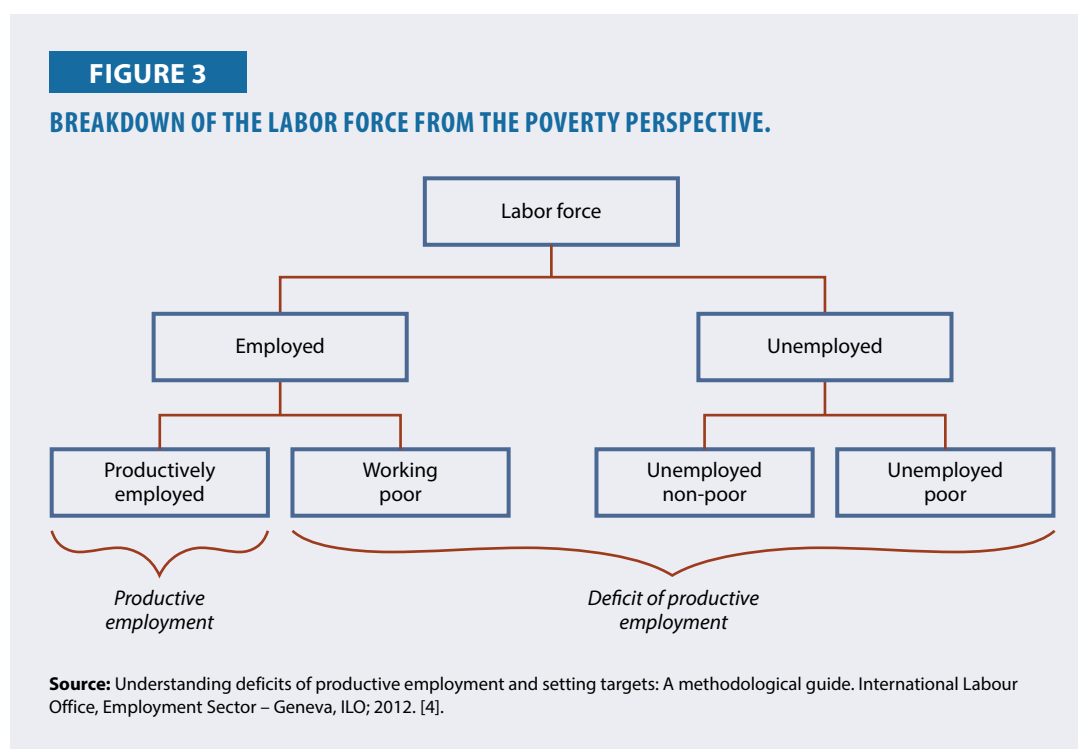 FIGURE 3
BREAKDOWN OF THE LABOR FORCE FROM THE POVERTY PERSPECTIVE.
Labor force
Employed
Unemployed
Productively
employed
Working
poor
Unemployed
non-poor
Unemployed
poor
Productive
employment
Deficit of productive
employment
Source: Understanding deficits of productive employment and setting targets: A methodological guide. International Labour
Office, Employment Sector – Geneva, ILO; 2012. [4].